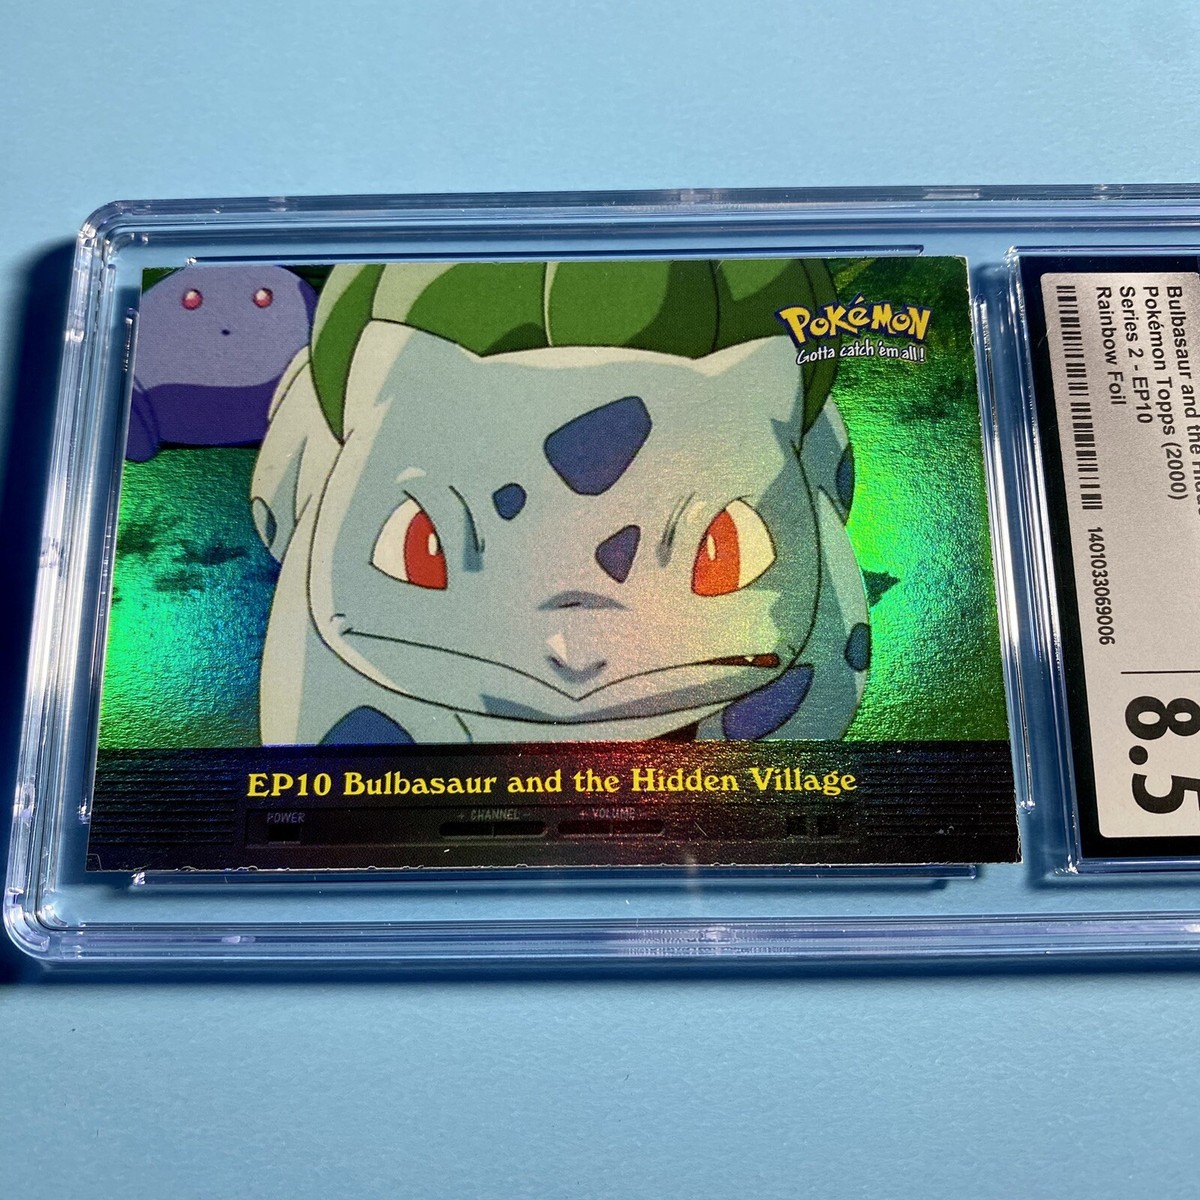 POKéMON
Gotta catch 'em all!
EP10 Bulbasaur and the Hidden Village
POWER
+ CHANNEL -
+ VOLUME
Bulbasaur and the
Pokémon Topps (2000)
Series 2 - EP10
Rainbow Foil
1401033069006
8.5